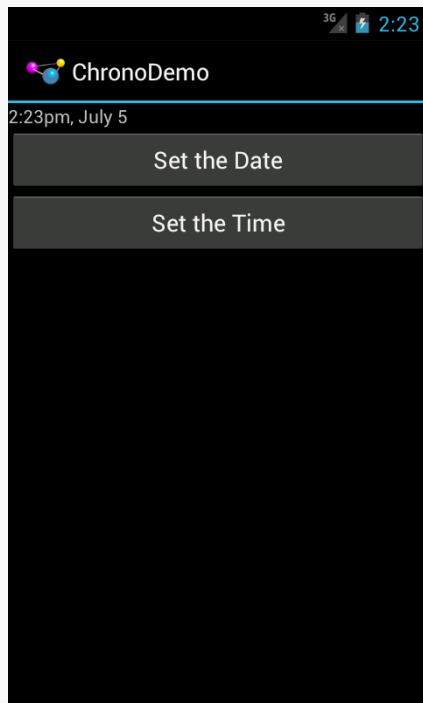 3G 2:23
ChronoDemo
2:23pm, July 5
Set the Date
Set the Time